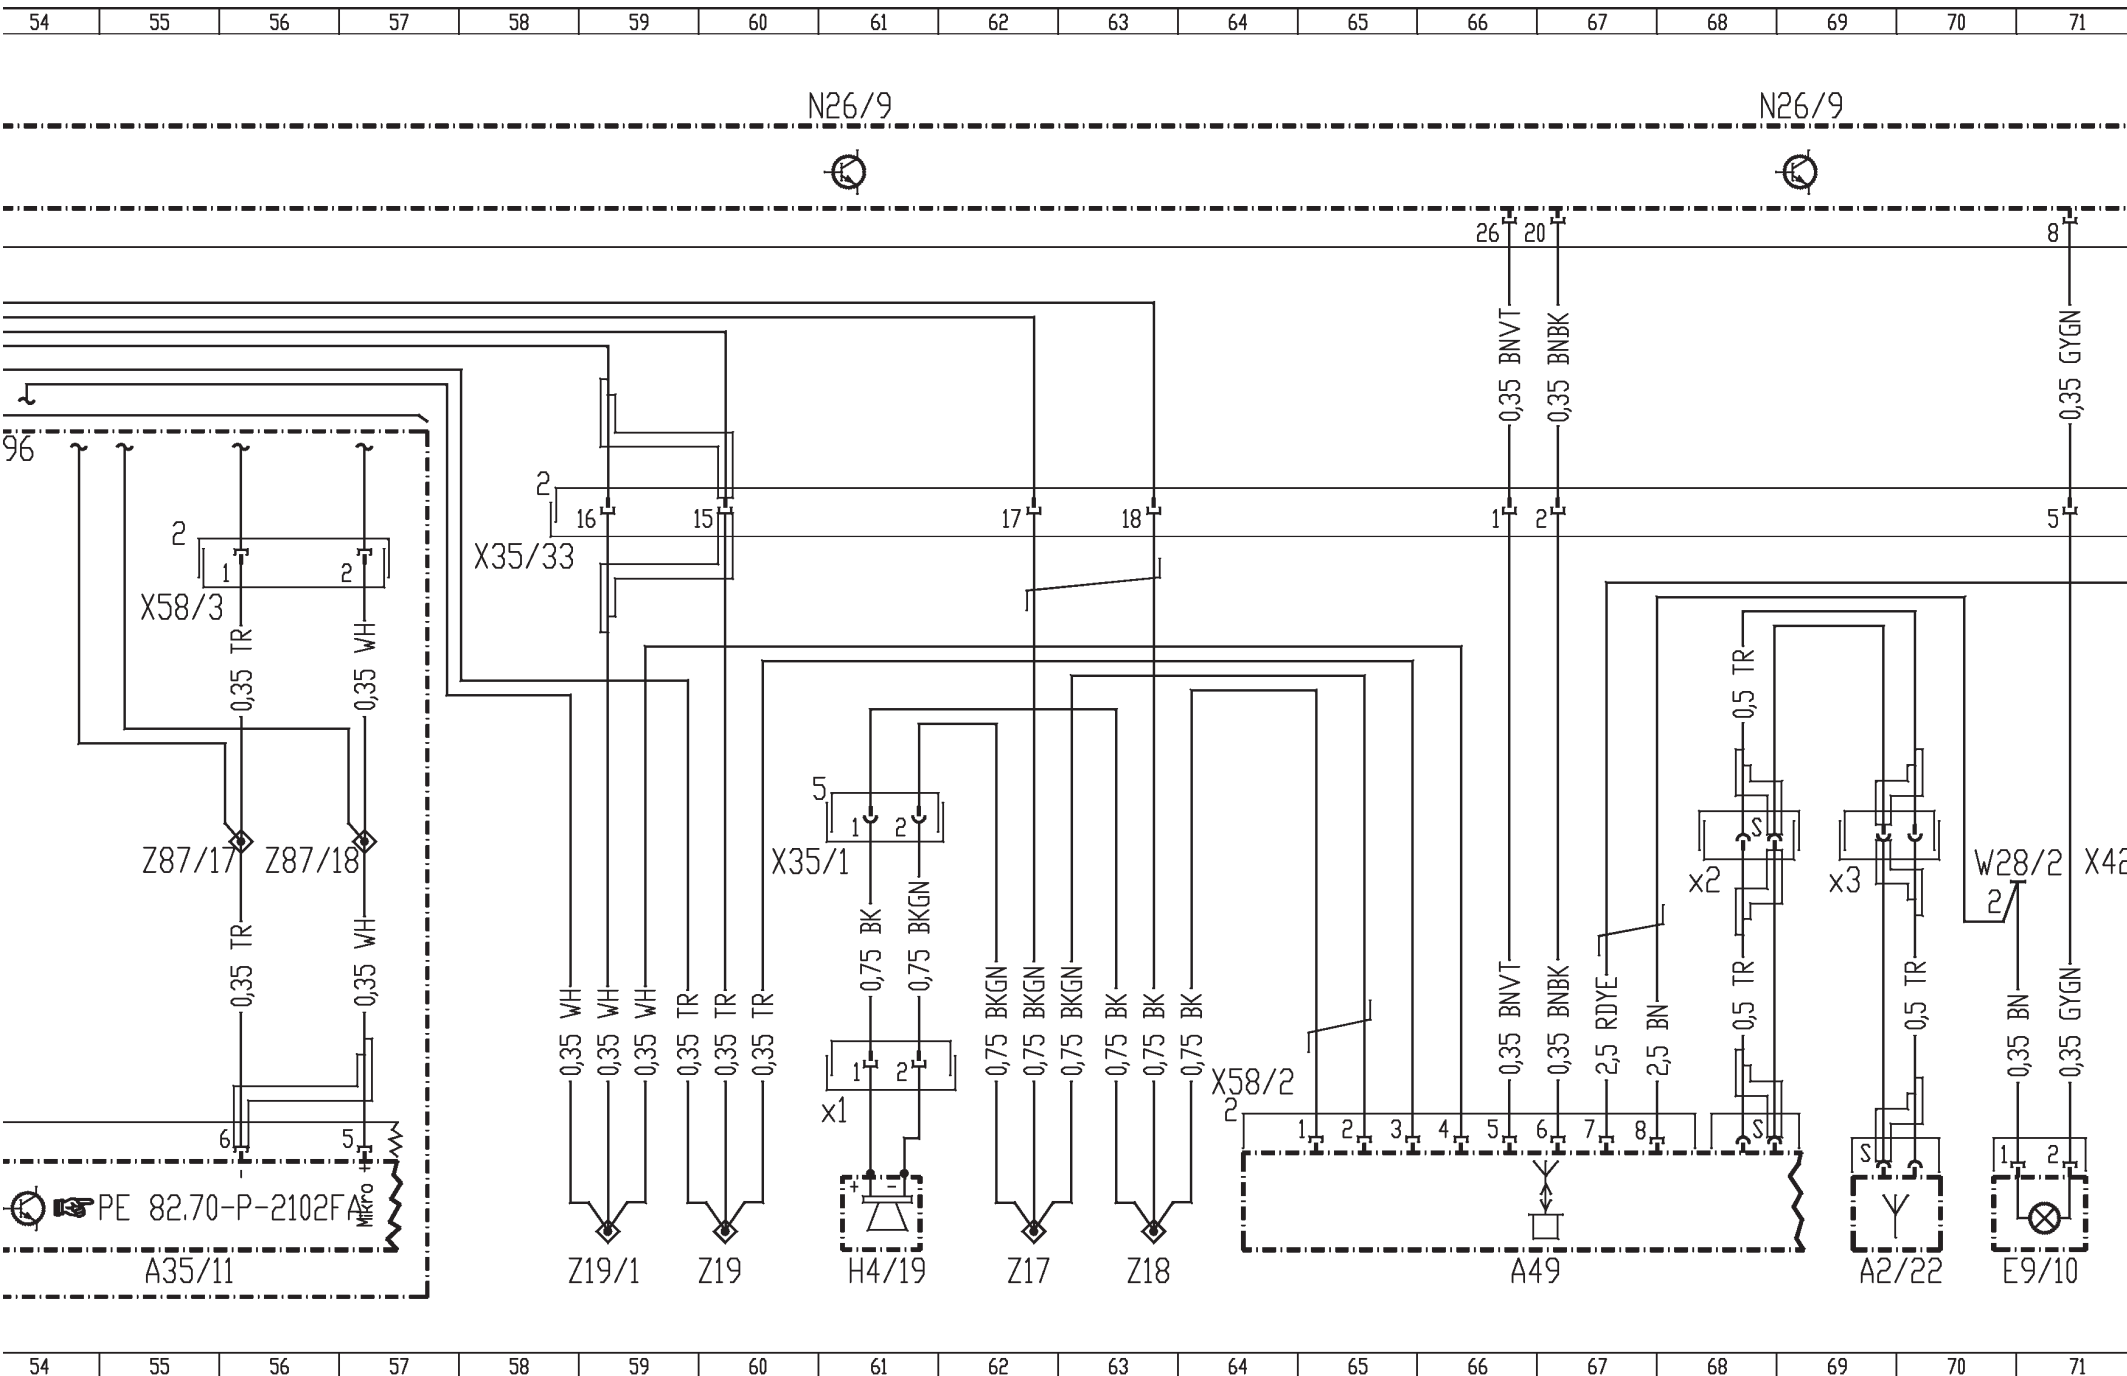 54 55 56 57 58 59 60 61 62 63 64 65 66 67 68 69 70 71
N26/9 N26/9
26 20 8
0,35 BNVT 0,35 BNBK 0,35 GYGN
96
2
16 15 17 18 1 2 5
X35/33
2
1 2
X58/3
0,35 TR 0,35 WH
0,5 TR
5
1 2
X35/1
S
x2 x3
W28/2 X42
2
Z87/17 Z87/18
0,75 BK 0,75 BKGN
0,35 TR 0,35 WH
0,35 WH 0,35 WH 0,35 WH 0,35 TR 0,35 TR 0,35 TR
0,75 BKGN 0,75 BKGN 0,75 BKGN 0,75 BK 0,75 BK 0,75 BK
0,35 BNVT 0,35 BNBK 2,5 RDYE 2,5 BN 0,5 TR 0,5 TR 0,35 BN 0,35 GYGN
1 2
x1
X58/2
2
1 2 3 4 5 6 7 8 S
S
1 2
6 5
- Mikro +
PE 82.70-P-2102FA
+ -
A35/11 Z19/1 Z19 H4/19 Z17 Z18 A49 A2/22 E9/10
54 55 56 57 58 59 60 61 62 63 64 65 66 67 68 69 70 71